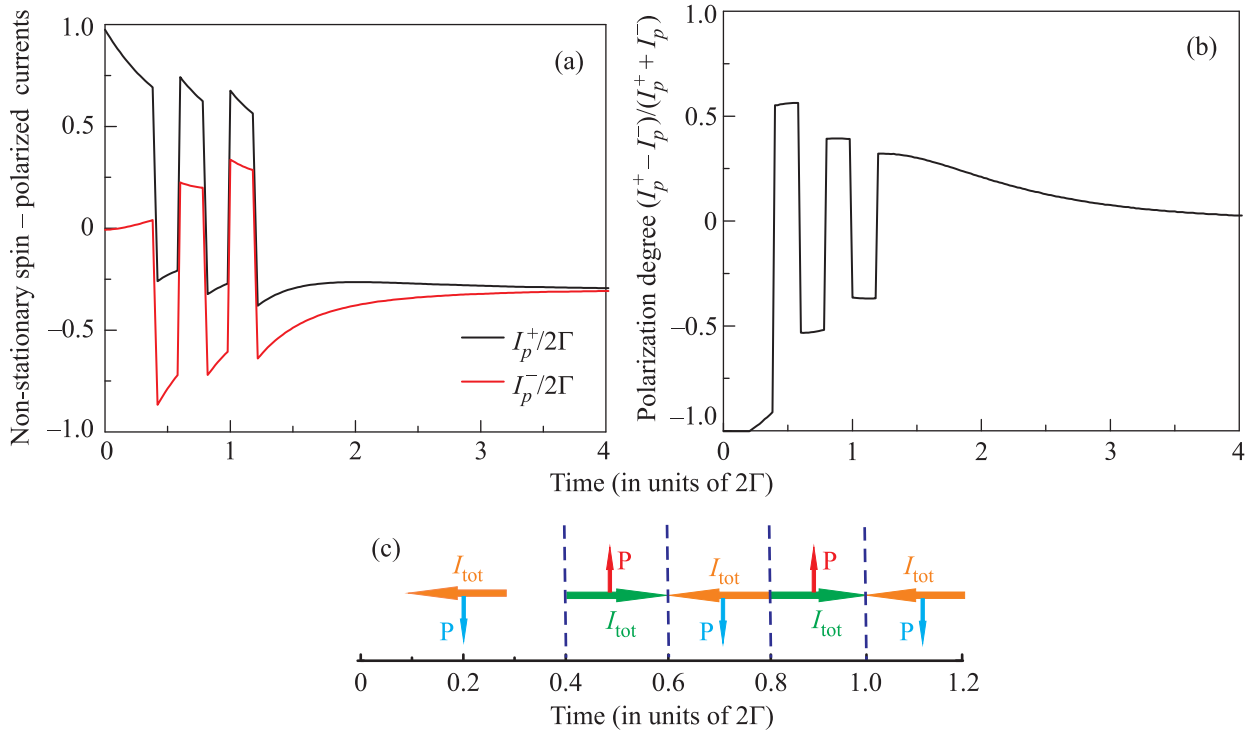 Non-stationary spin – polarized currents
1.0
0.5
0
–0.5
–1.0
(a)
I_p^+/2Γ
I_p^−/2Γ
0
1
2
3
4
Polarization degree (I_p^+ – I_p^−)/(I_p^+ + I_p^−)
1.0
0.5
0
–0.5
–1.0
(b)
0
1
2
3
4
Time (in units of 2Γ)
(c)
I_tot
P
P
I_tot
I_tot
P
P
I_tot
I_tot
P
0
0.2
0.4
0.6
0.8
1.0
1.2
Time (in units of 2Γ)